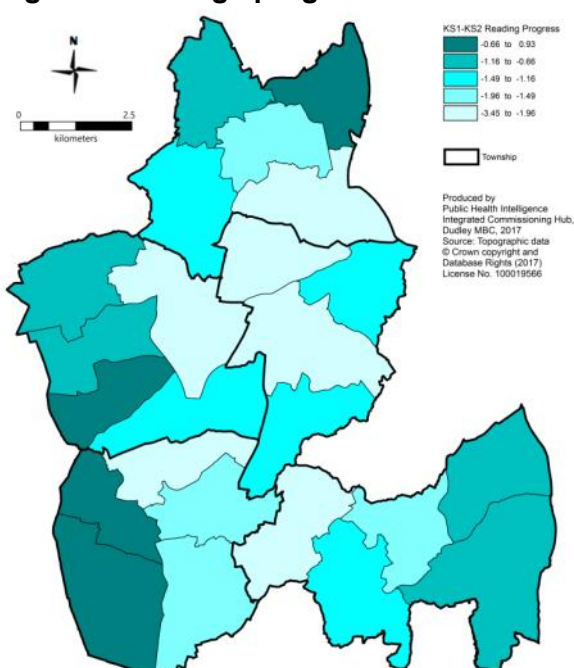 N
0 2.5
kilometers
KS1-KS2 Reading Progress
-0.66 to 0.93
-1.16 to -0.66
-1.49 to -1.16
-1.96 to -1.49
-3.45 to -1.96
Township
Produced by
Public Health Intelligence
Integrated Commissioning Hub,
Dudley MBC, 2017
Source: Topographic data
© Crown copyright and
Database Rights (2017)
License No. 100019566